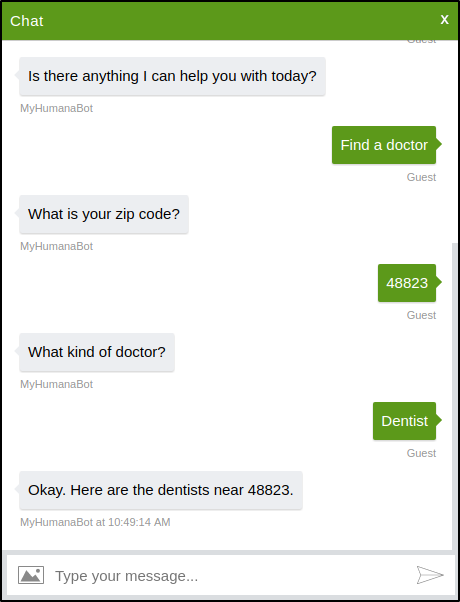 Chat x
Guest
Is there anything I can help you with today?
MyHumanaBot
Find a doctor
Guest
What is your zip code?
MyHumanaBot
48823
Guest
What kind of doctor?
MyHumanaBot
Dentist
Guest
Okay. Here are the dentists near 48823.
MyHumanaBot at 10:49:14 AM
Type your message...